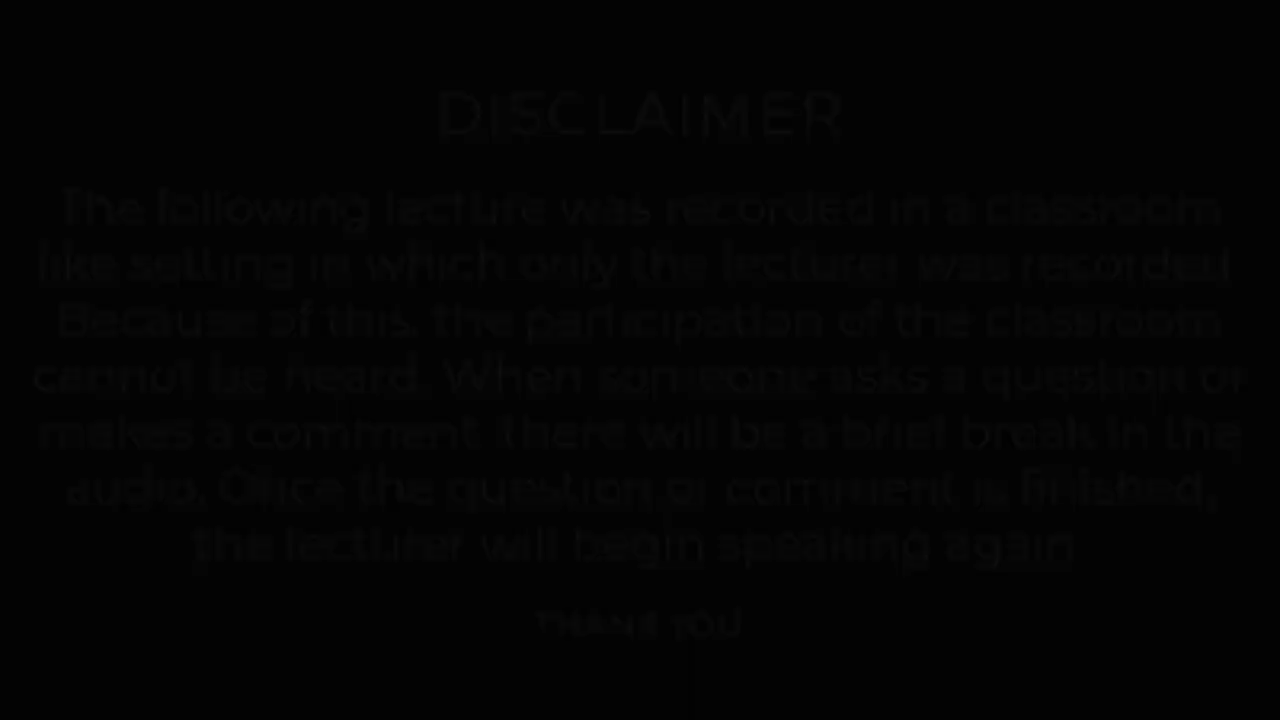 DISCLAIMER
The following lecture was recorded in a classroom
like setting in which only the lecturer was recorded.
Because of this, the participation of the classroom
cannot be heard. When someone asks a question or
makes a comment there will be a brief break in the
audio. Once the question or comment is finished,
the lecturer will begin speaking again
THANK YOU